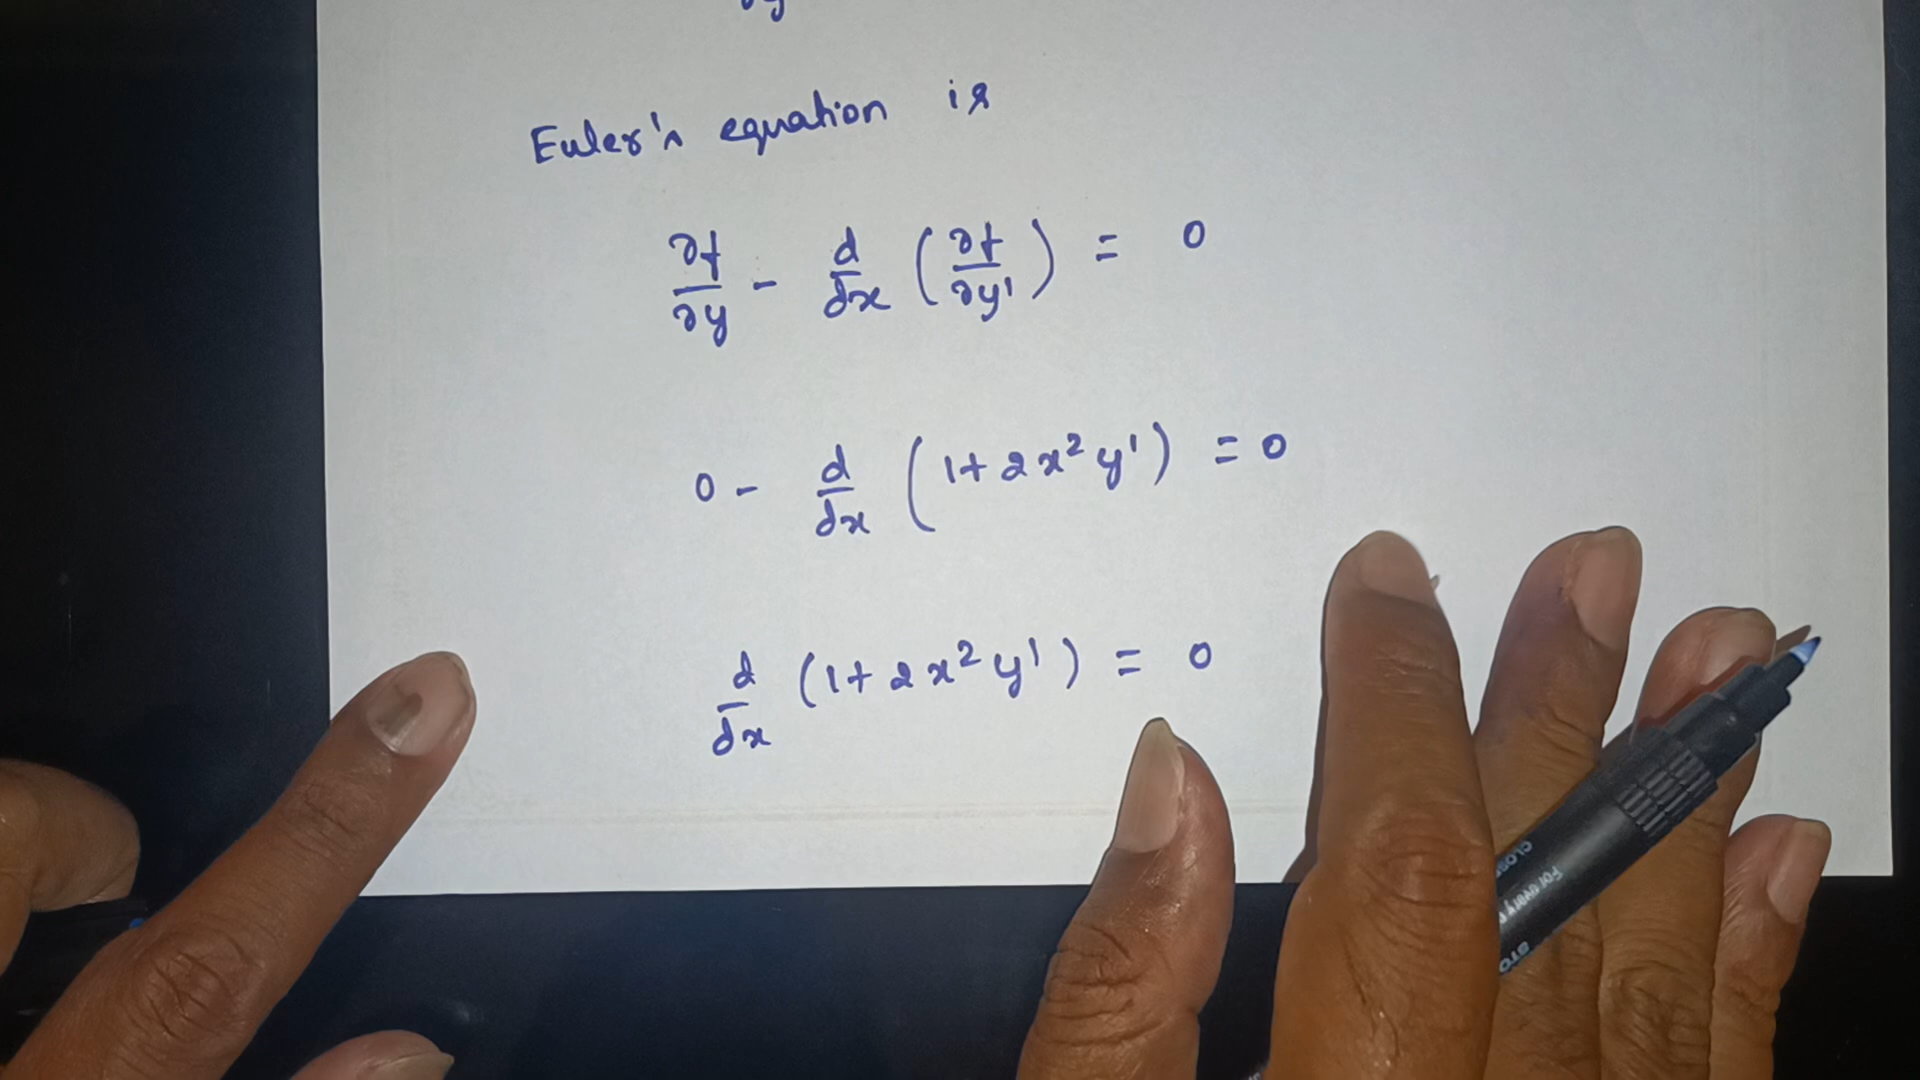 Euler's equation is
∂f/∂y - d/dx (∂f/∂y') = 0
0 - d/dx (1+2x²y') = 0
d/dx (1+2x²y') = 0